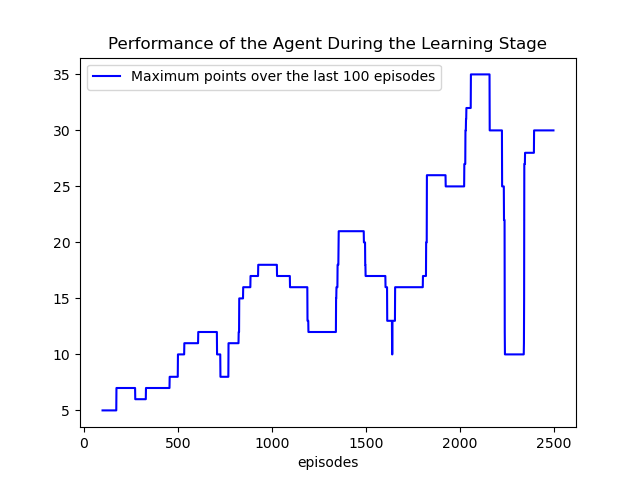 Performance of the Agent During the Learning Stage
Maximum points over the last 100 episodes
35
30
25
20
15
10
5
0 500 1000 1500 2000 2500
episodes